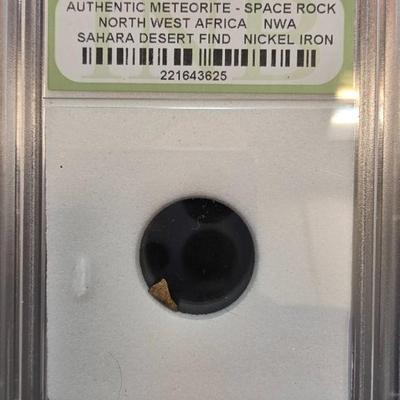 AUTHENTIC METEORITE - SPACE ROCK
NORTH WEST AFRICA NWA
SAHARA DESERT FIND NICKEL IRON
221643625